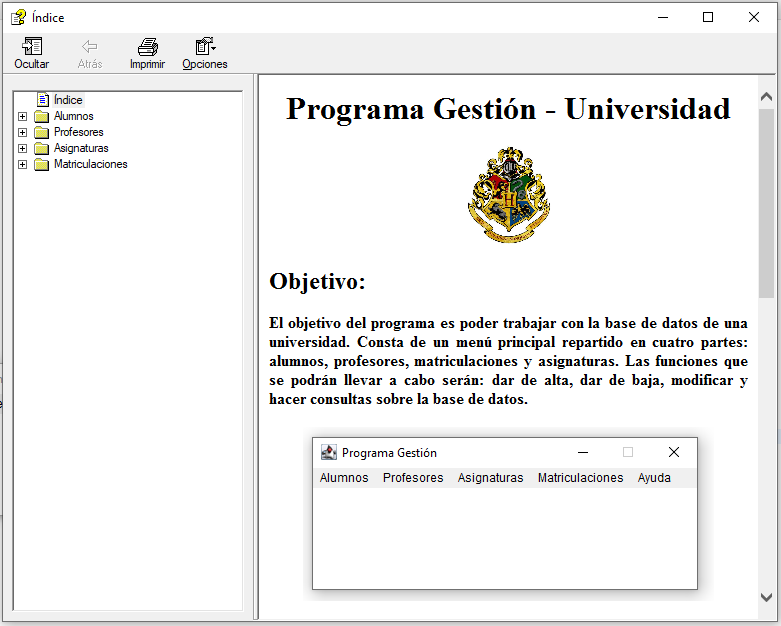 Índice
Ocultar
Atrás
Imprimir
Opciones
Índice
Alumnos
Profesores
Asignaturas
Matriculaciones
Programa Gestión - Universidad
H
Objetivo:
El objetivo del programa es poder trabajar con la base de datos de una
universidad. Consta de un menú principal repartido en cuatro partes:
alumnos, profesores, matriculaciones y asignaturas. Las funciones que
se podrán llevar a cabo serán: dar de alta, dar de baja, modificar y
hacer consultas sobre la base de datos.
Programa Gestión
Alumnos Profesores Asignaturas Matriculaciones Ayuda